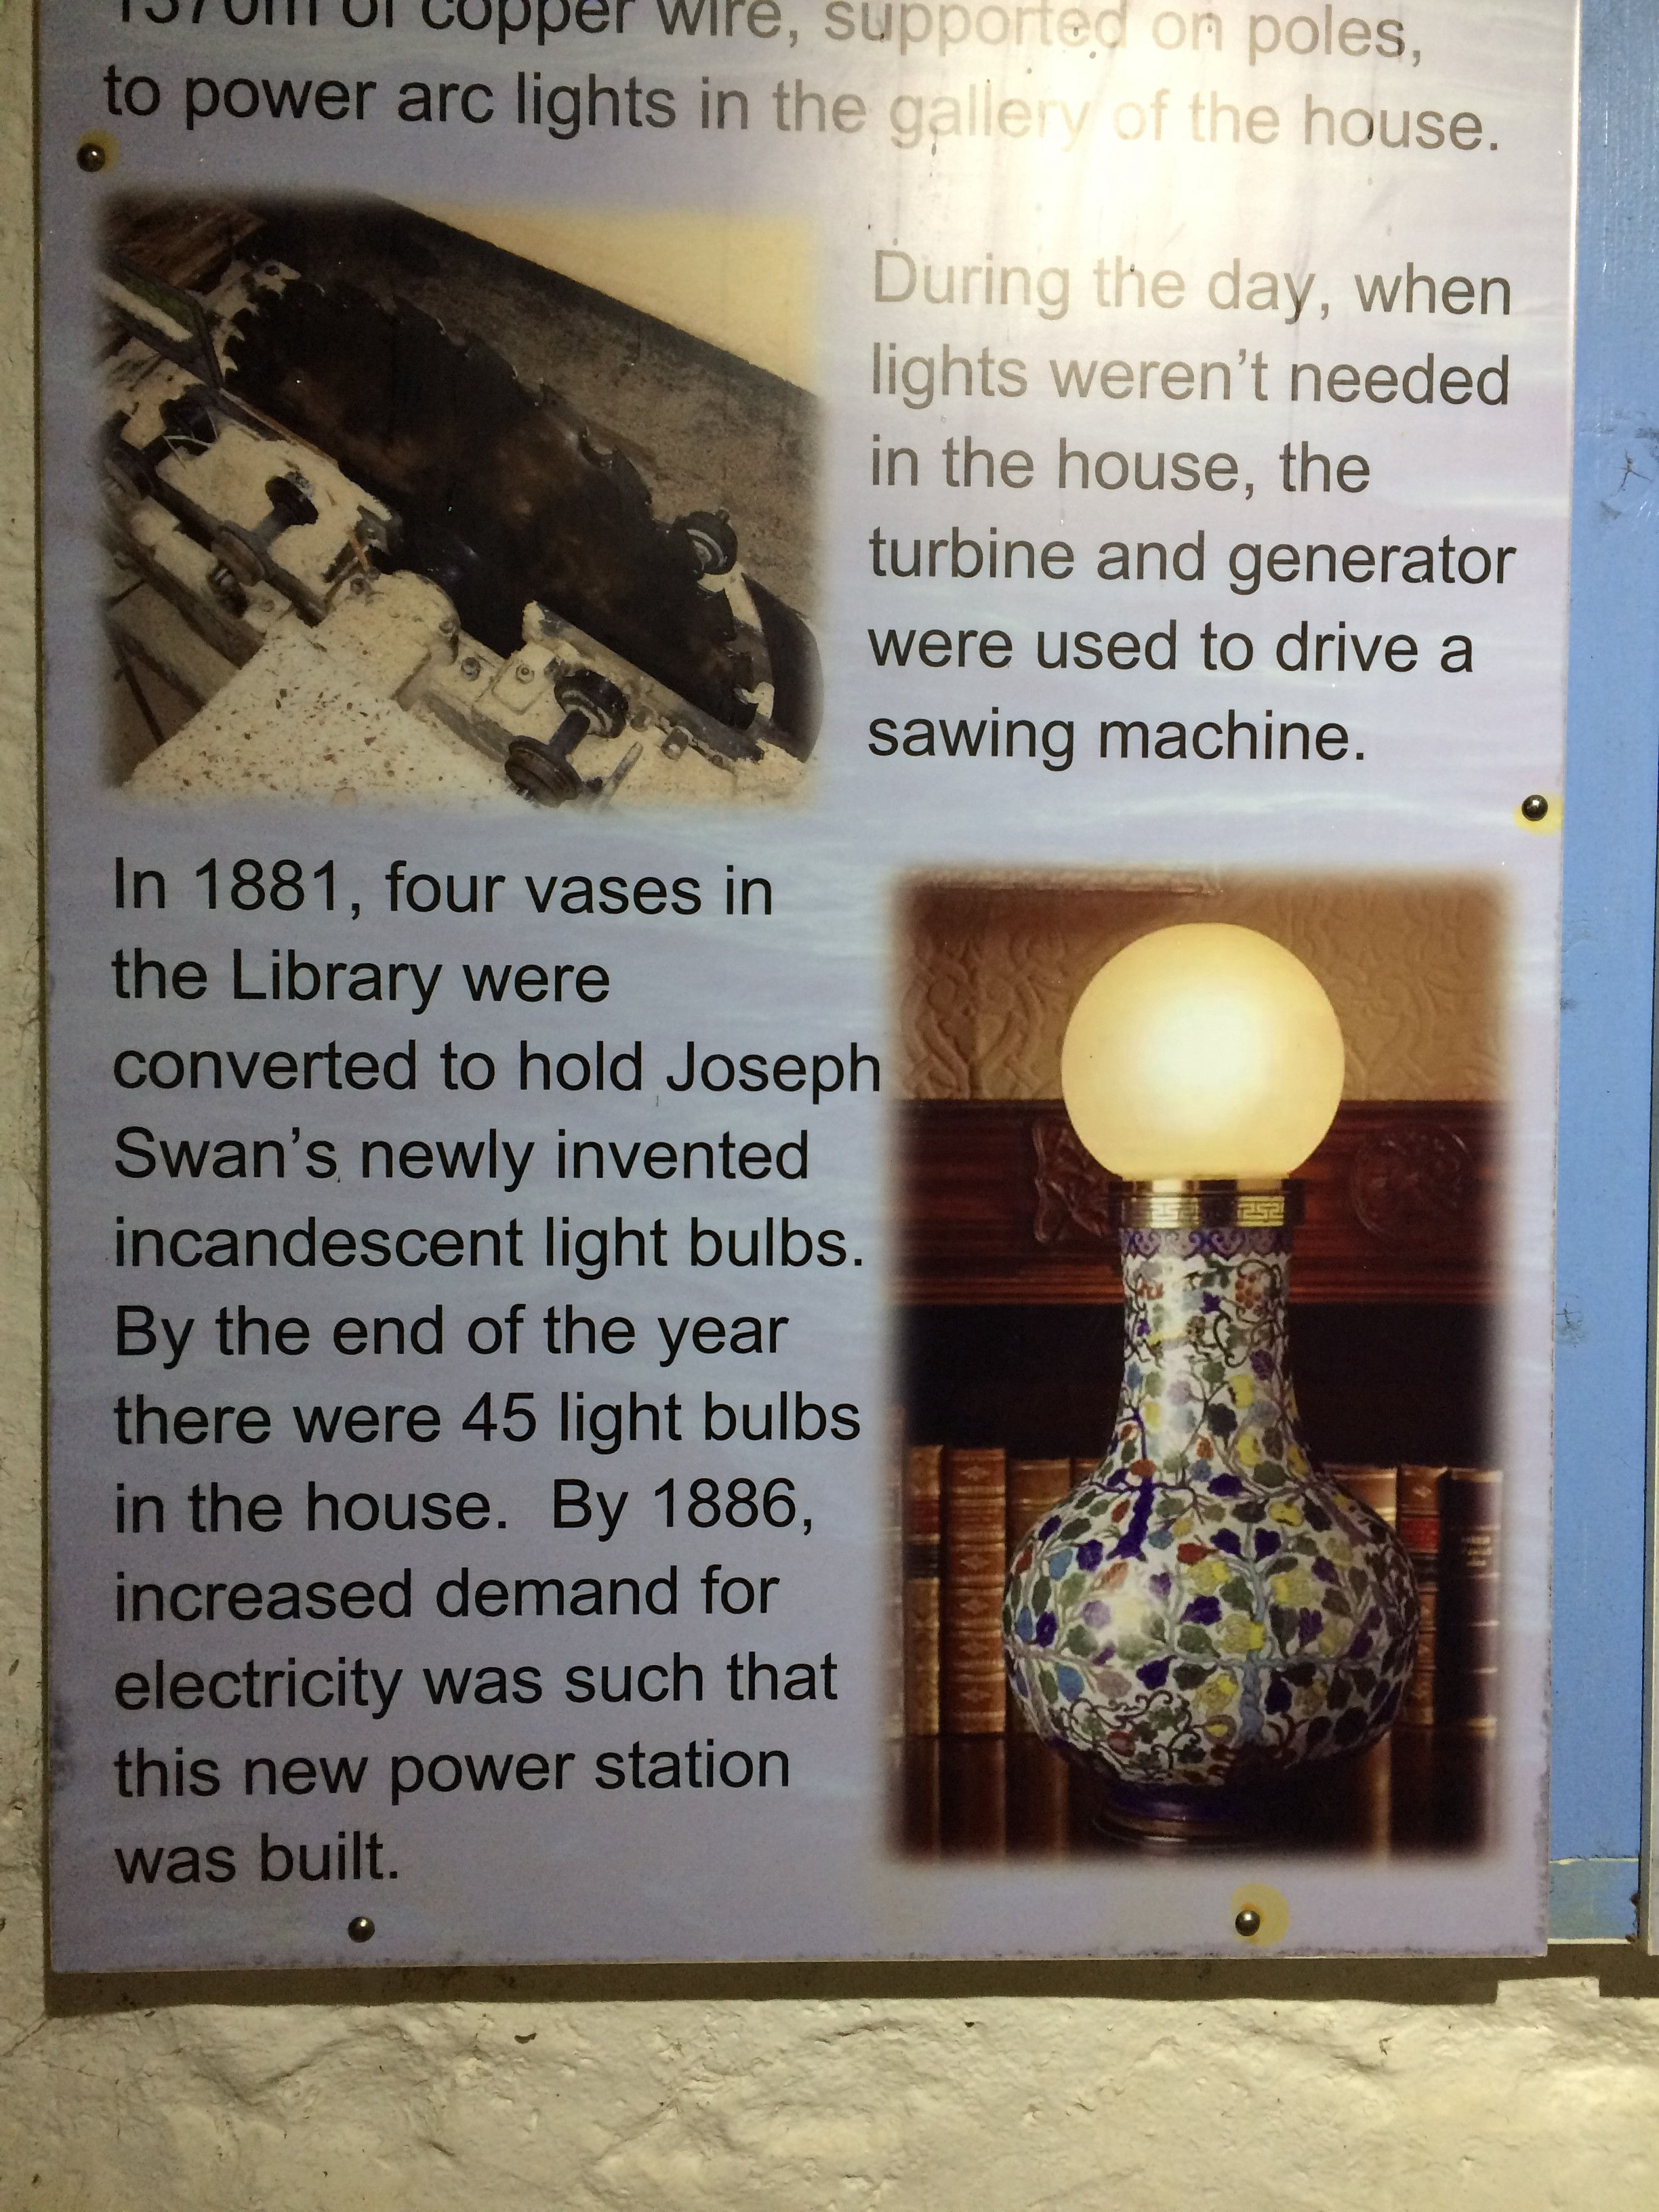 1370m of copper wire, supported on poles,
to power arc lights in the gallery of the house.
During the day, when
lights weren’t needed
in the house, the
turbine and generator
were used to drive a
sawing machine.
In 1881, four vases in
the Library were
converted to hold Joseph
Swan’s newly invented
incandescent light bulbs.
By the end of the year
there were 45 light bulbs
in the house.  By 1886,
increased demand for
electricity was such that
this new power station
was built.